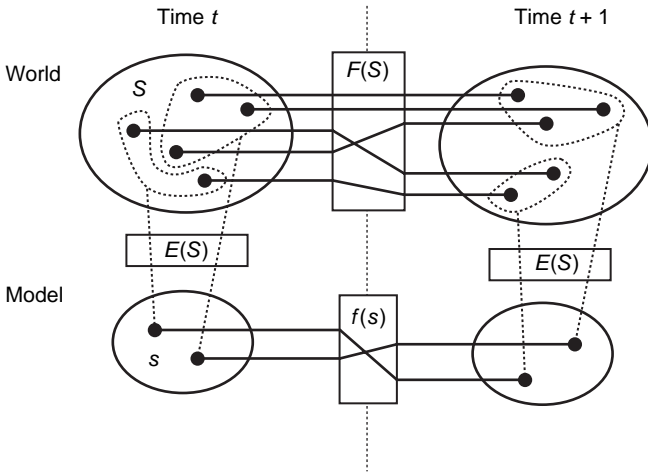 Time t
Time t + 1
World
S
F(S)
E(S)
E(S)
Model
f(s)
s